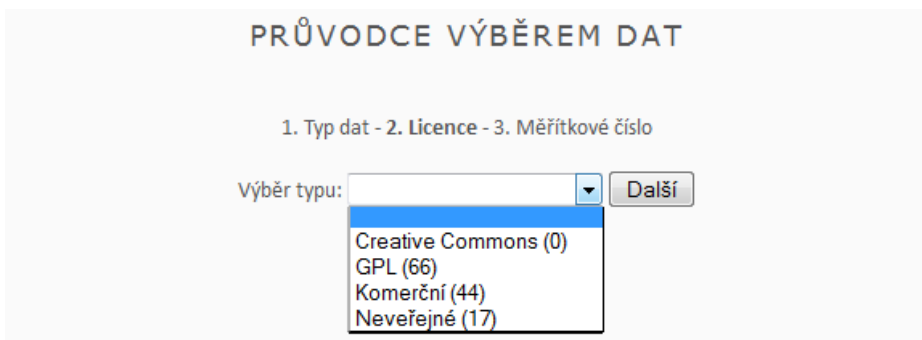 PRŮVODCE VÝBĚREM DAT
1. Typ dat - 2. Licence - 3. Měřítkové číslo
Výběr typu: Další
Creative Commons (0)
GPL (66)
Komerční (44)
Neveřejné (17)